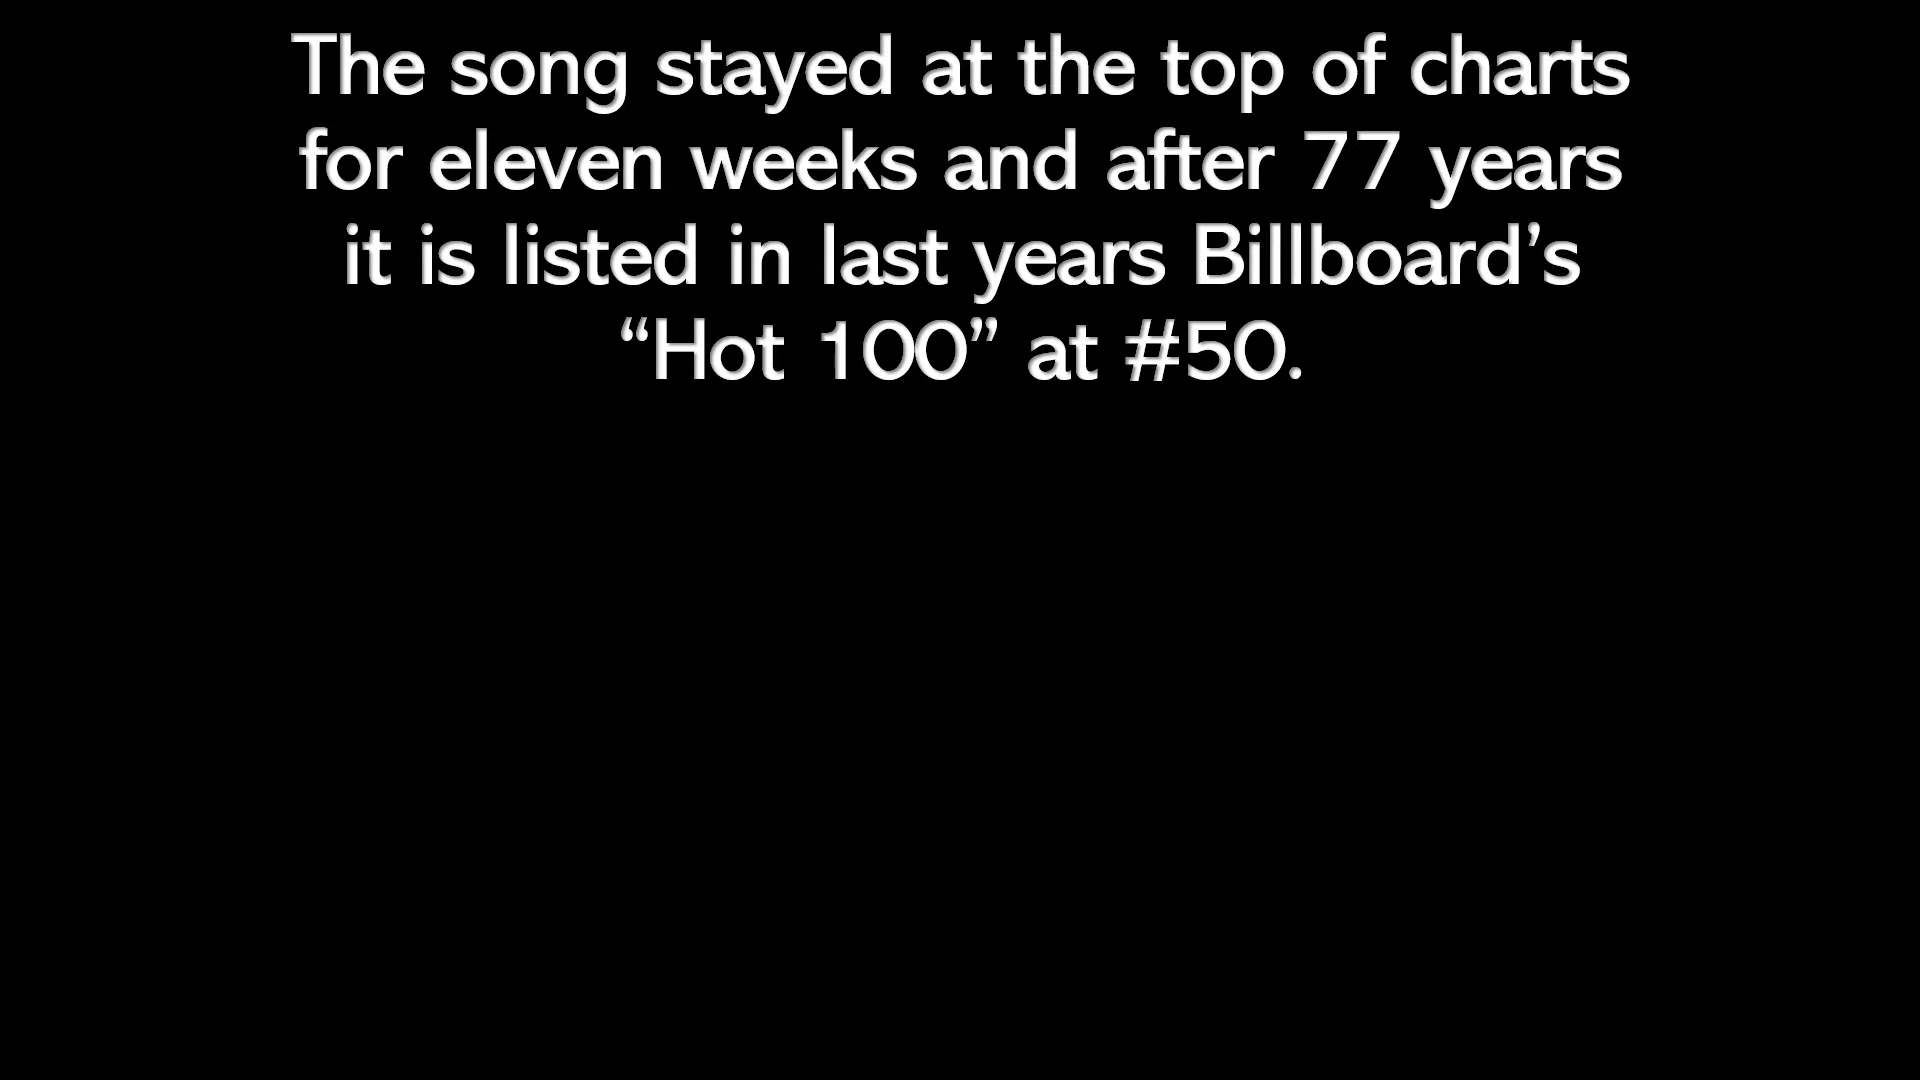 The song stayed at the top of charts
for eleven weeks and after 77 years
it is listed in last years Billboard’s
“Hot 100” at #50.